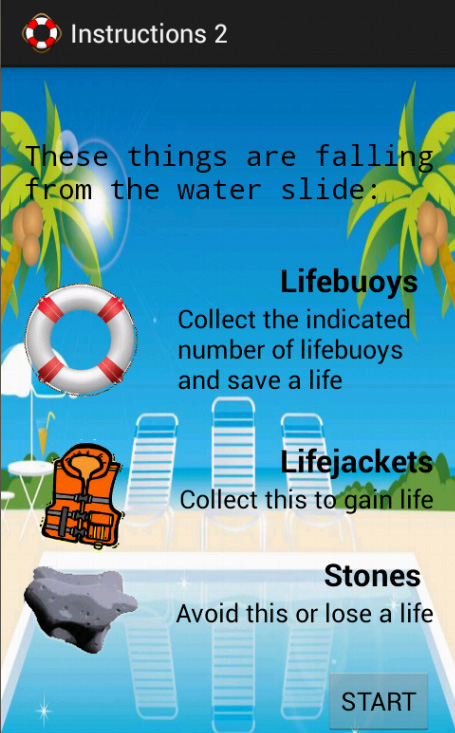 Instructions 2
These things are falling
from the water slide:
Lifebuoys
Collect the indicated
number of lifebuoys
and save a life
Lifejackets
Collect this to gain life
Stones
Avoid this or lose a life
START